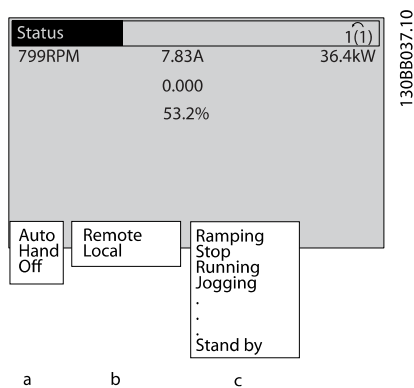 Status 1(1)
799RPM 7.83A 36.4kW
0.000
53.2%
Auto
Hand
Off
Remote
Local
Ramping
Stop
Running
Jogging
.
.
.
Stand by
a b c
130BB037.10